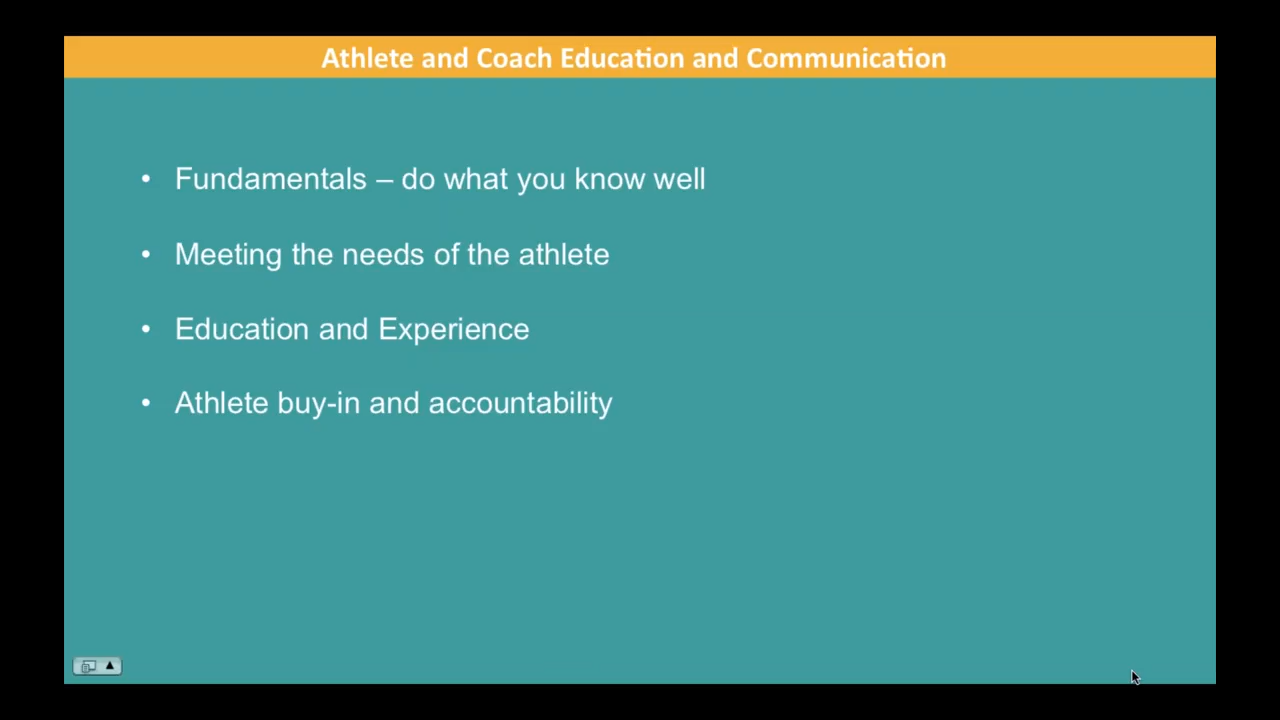 Athlete and Coach Education and Communication
• Fundamentals – do what you know well
• Meeting the needs of the athlete
• Education and Experience
• Athlete buy-in and accountability